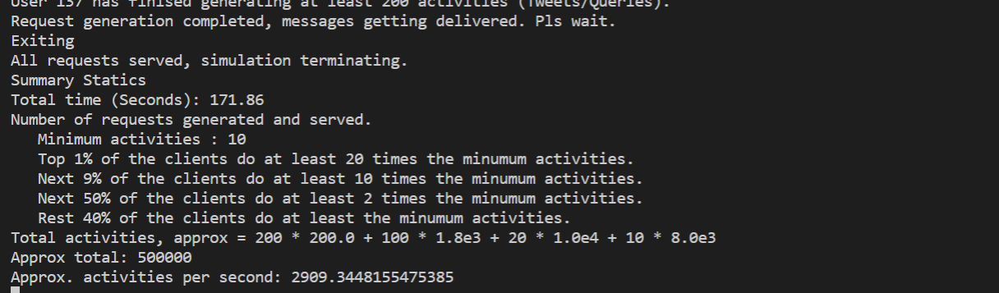 User 137 has finised generating at least 200 activities (Tweets/Queries).
Request generation completed, messages getting delivered. Pls wait.
Exiting
All requests served, simulation terminating.
Summary Statics
Total time (Seconds): 171.86
Number of requests generated and served.
Minimum activities : 10
Top 1% of the clients do at least 20 times the minumum activities.
Next 9% of the clients do at least 10 times the minumum activities.
Next 50% of the clients do at least 2 times the minumum activities.
Rest 40% of the clients do at least the minumum activities.
Total activities, approx = 200 * 200.0 + 100 * 1.8e3 + 20 * 1.0e4 + 10 * 8.0e3
Approx total: 500000
Approx. activities per second: 2909.3448155475385